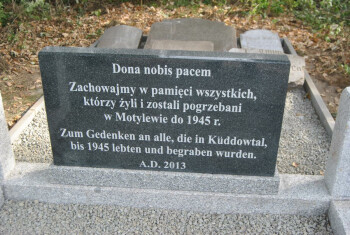 Dona nobis pacem
Zachowajmy w pamięci wszystkich,
którzy żyli i zostali pogrzebani
w Motylewie do 1945 r.
Zum Gedenken an alle, die in Küddowtal,
bis 1945 lebten und begraben wurden.
A.D. 2013